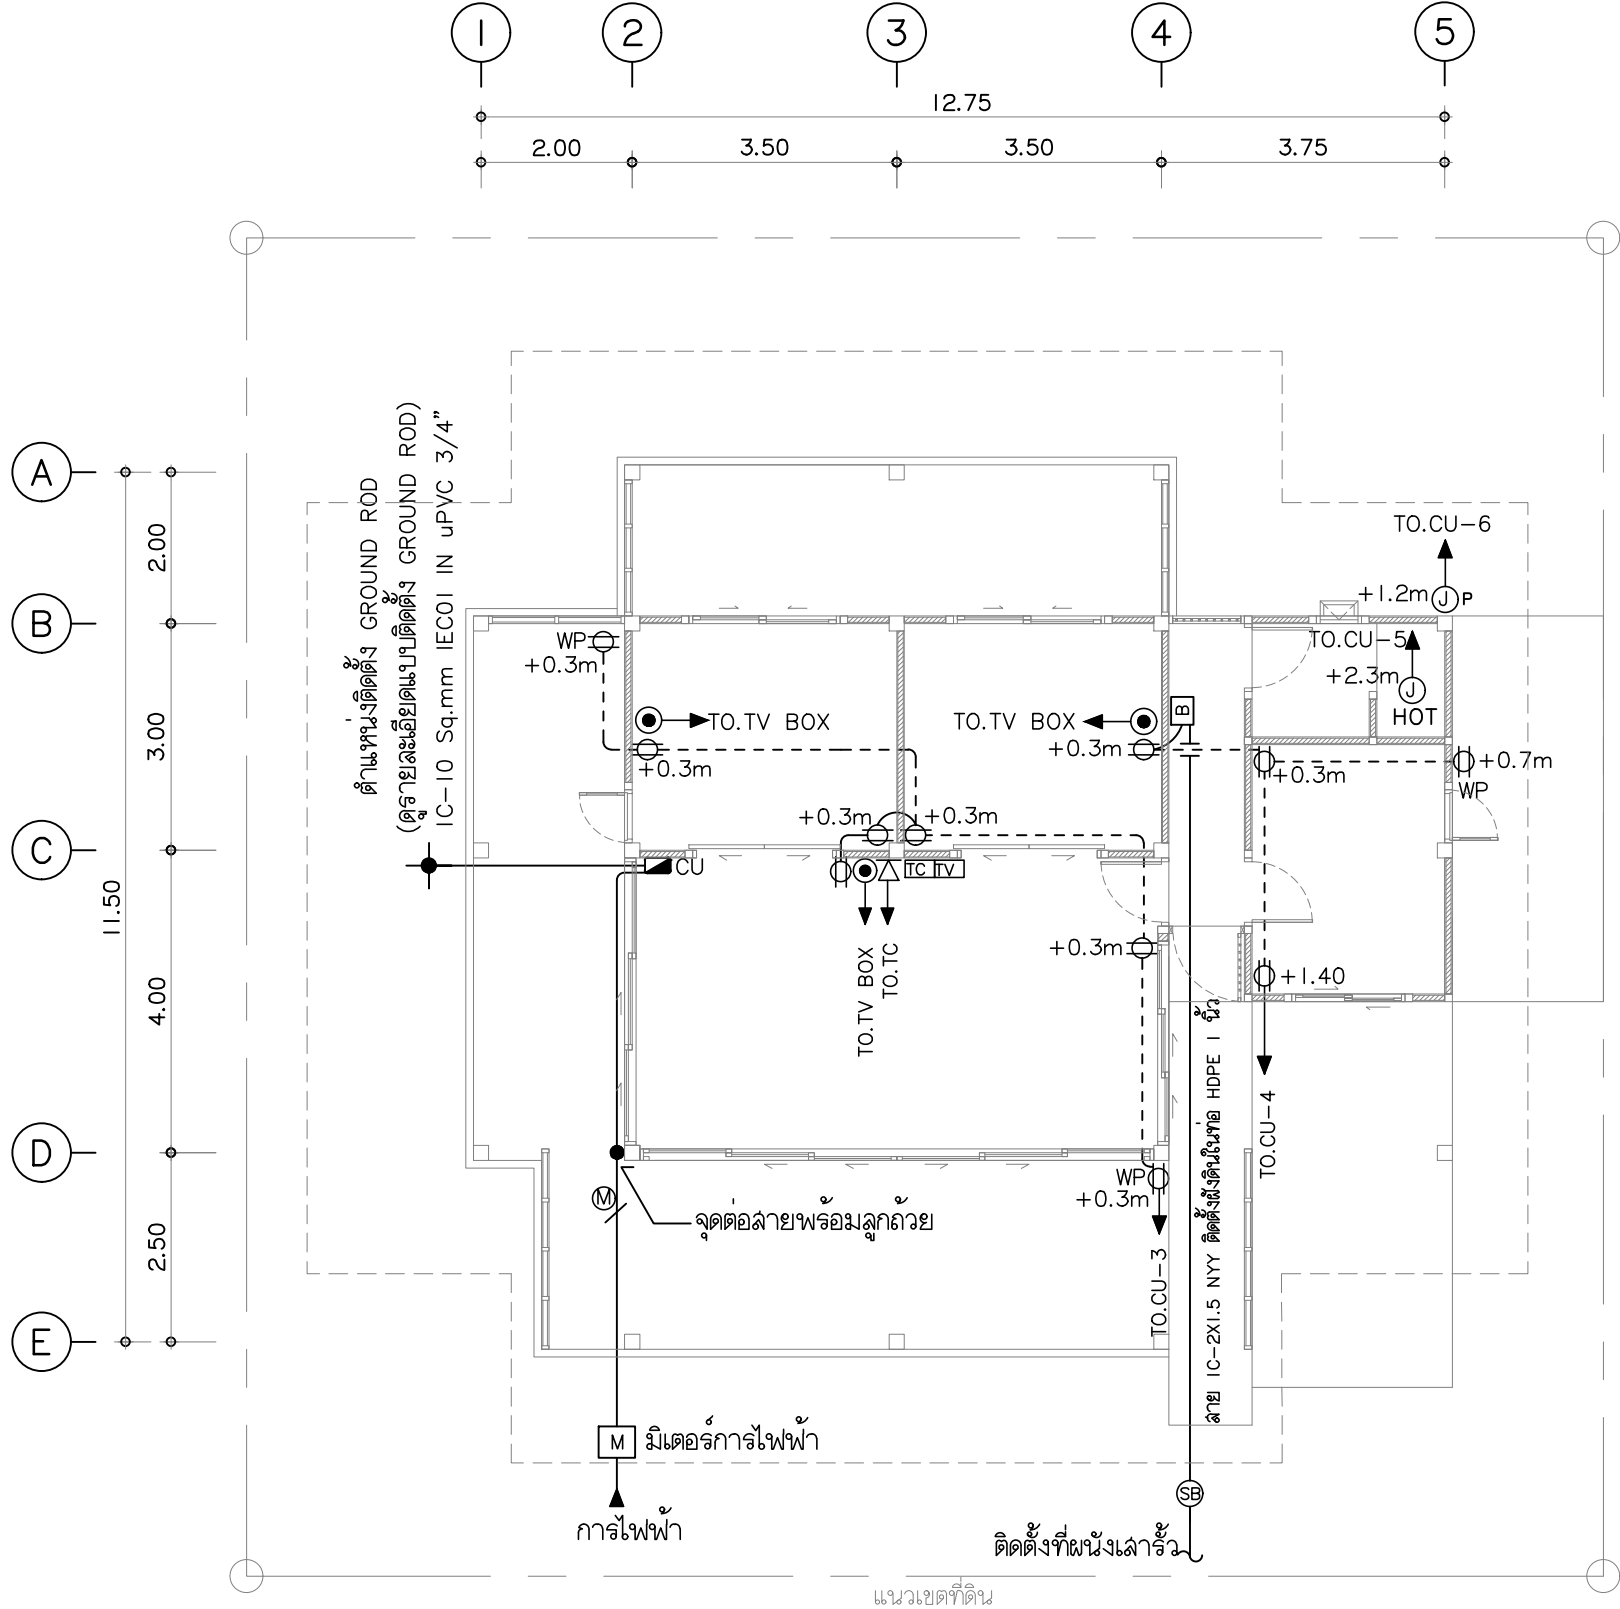 1 2 3 4 5
12.75
2.00 3.50 3.50 3.75
A
B
C
D
E
2.00
3.00
4.00
2.50
11.50
ตำแหน่งติดตั้ง GROUND ROD
(ดูรายละเอียดแบบติดตั้ง GROUND ROD)
IC-10 Sq.mm IEC01 IN uPVC 3/4"
TO.CU-6
+1.2m J P
TO.CU-5
+2.3m J
HOT
WP
+0.3m
TO.TV BOX
TO.TV BOX
B
+0.3m
+0.3m
+0.3m
+0.7m
WP
+0.3m
+0.3m
CU
TC TV
TO.TV BOX
TO.TC
+0.3m
+1.40
TO.CU-4
WP
+0.3m
TO.CU-3
สาย IC-2X1.5 NYY ติดตั้งฝังดินในท่อ HDPE 1 นิ้ว
M
จุดต่อสายพร้อมลูกถ้วย
M มิเตอร์การไฟฟ้า
การไฟฟ้า
SB
ติดตั้งที่ผนังเสารั้ว
แนวเขตที่ดิน